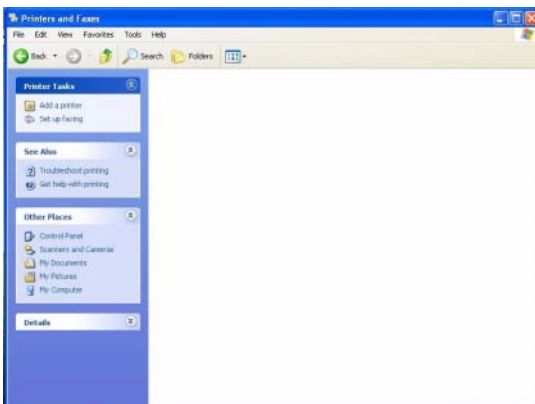 Printers and Faxes
File Edit View Favorites Tools Help
Back Search Folders
Printer Tasks
Add a printer
Set up faxing
See Also
Troubleshoot printing
Get help with printing
Other Places
Control Panel
Scanners and Cameras
My Documents
My Pictures
My Computer
Details